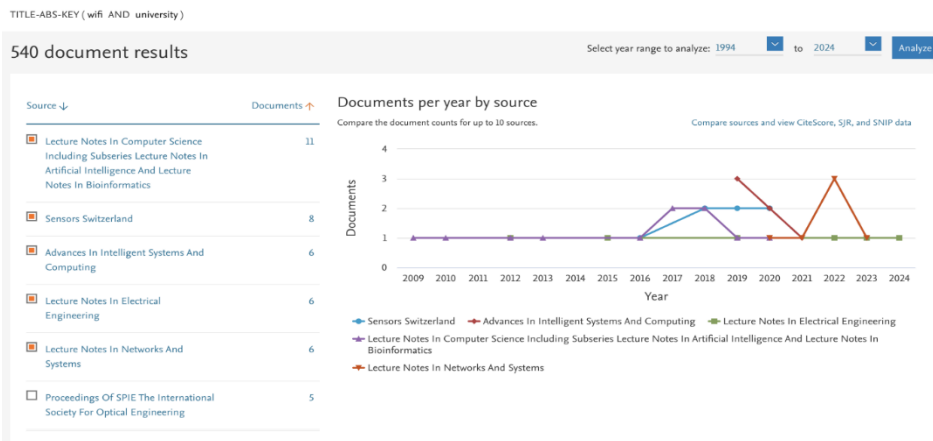 TITLE-ABS-KEY ( wifi AND university )
540 document results
Select year range to analyze: 1994 to 2024 Analyze
Source ↓ Documents ↑
Lecture Notes In Computer Science 11
Including Subseries Lecture Notes In
Artificial Intelligence And Lecture
Notes In Bioinformatics
Sensors Switzerland 8
Advances In Intelligent Systems And 6
Computing
Lecture Notes In Electrical 6
Engineering
Lecture Notes In Networks And 6
Systems
Proceedings Of SPIE The International 5
Society For Optical Engineering
Documents per year by source
Compare the document counts for up to 10 sources. Compare sources and view CiteScore, SJR, and SNIP data
4
3
2
1
0
Documents
2009 2010 2011 2012 2013 2014 2015 2016 2017 2018 2019 2020 2021 2022 2023 2024
Year
Sensors Switzerland Advances In Intelligent Systems And Computing Lecture Notes In Electrical Engineering
Lecture Notes In Computer Science Including Subseries Lecture Notes In Artificial Intelligence And Lecture Notes In
Bioinformatics
Lecture Notes In Networks And Systems